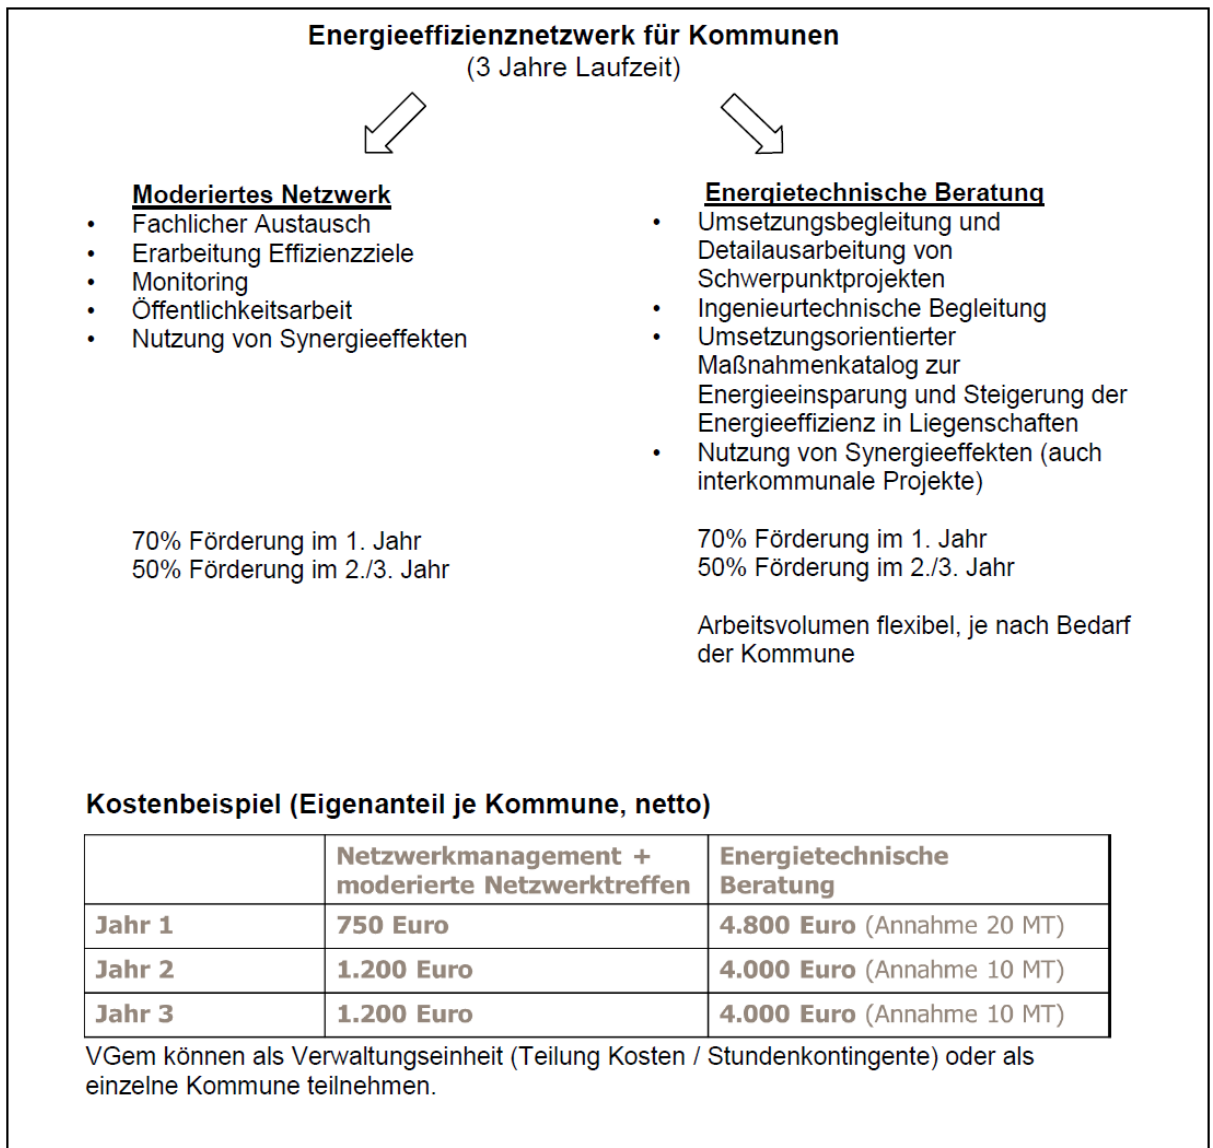 Energieeffizienznetzwerk für Kommunen
(3 Jahre Laufzeit)
Moderiertes Netzwerk
• Fachlicher Austausch
• Erarbeitung Effizienzziele
• Monitoring
• Öffentlichkeitsarbeit
• Nutzung von Synergieeffekten
70% Förderung im 1. Jahr
50% Förderung im 2./3. Jahr
Energietechnische Beratung
• Umsetzungsbegleitung und
Detailausarbeitung von
Schwerpunktprojekten
• Ingenieurtechnische Begleitung
• Umsetzungsorientierter
Maßnahmenkatalog zur
Energieeinsparung und Steigerung der
Energieeffizienz in Liegenschaften
• Nutzung von Synergieeffekten (auch
interkommunale Projekte)
70% Förderung im 1. Jahr
50% Förderung im 2./3. Jahr
Arbeitsvolumen flexibel, je nach Bedarf
der Kommune
Kostenbeispiel (Eigenanteil je Kommune, netto)
Netzwerkmanagement +
moderierte Netzwerktreffen
Energietechnische
Beratung
Jahr 1 750 Euro 4.800 Euro (Annahme 20 MT)
Jahr 2 1.200 Euro 4.000 Euro (Annahme 10 MT)
Jahr 3 1.200 Euro 4.000 Euro (Annahme 10 MT)
VGem können als Verwaltungseinheit (Teilung Kosten / Stundenkontingente) oder als
einzelne Kommune teilnehmen.